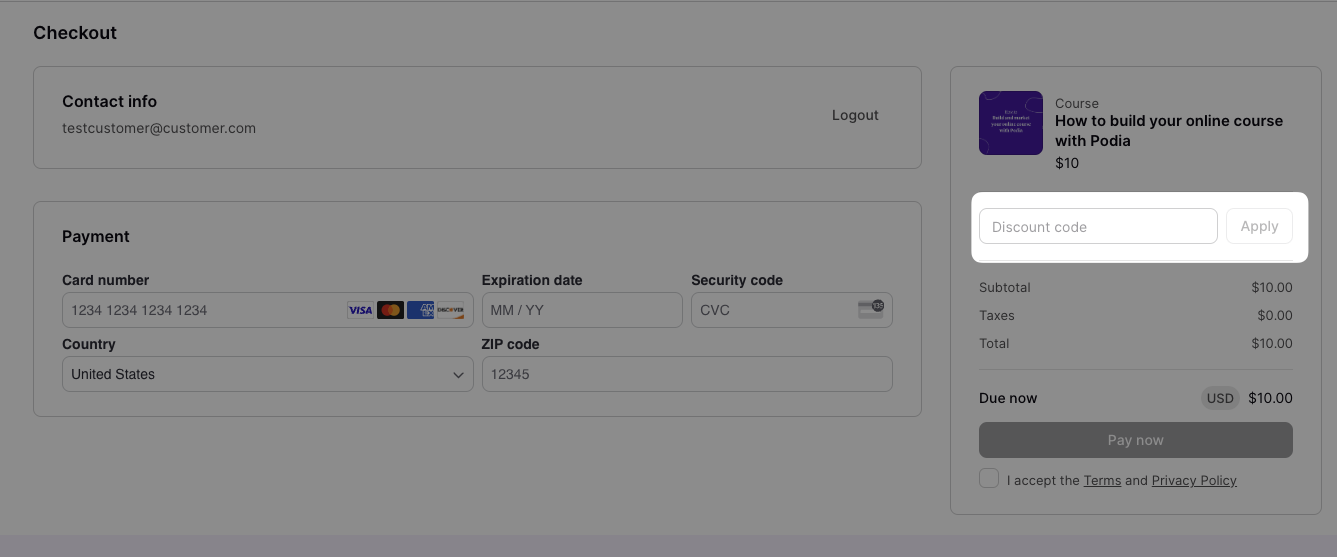 Checkout
Contact info
testcustomer@customer.com
Logout
Payment
Card number
1234 1234 1234 1234
VISA
AM
EX
DISCOVER
Expiration date
MM / YY
Security code
CVC
135
Country
United States
ZIP code
12345
Build and market
your online course
with Podia
Course
How to build your online course
with Podia
$10
Discount code
Apply
Subtotal $10.00
Taxes $0.00
Total $10.00
Due now USD $10.00
Pay now
I accept the Terms and Privacy Policy